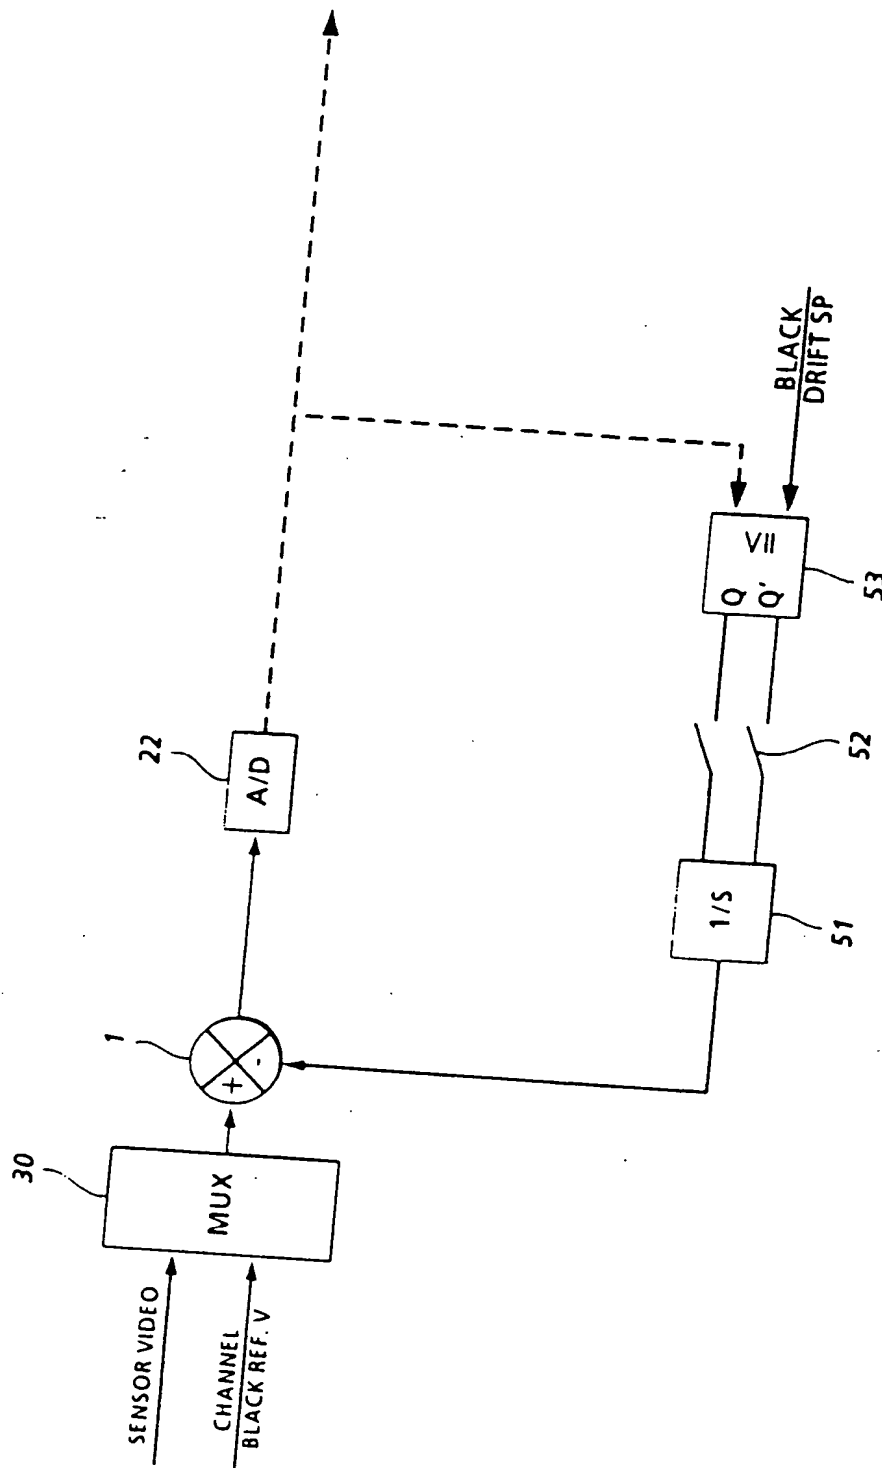 SENSOR VIDEO
CHANNEL
BLACK REF. V
30
MUX
1
+
-
22
A/D
BLACK
DRIFT SP
53
Q
Q'
≦
52
51
1/S